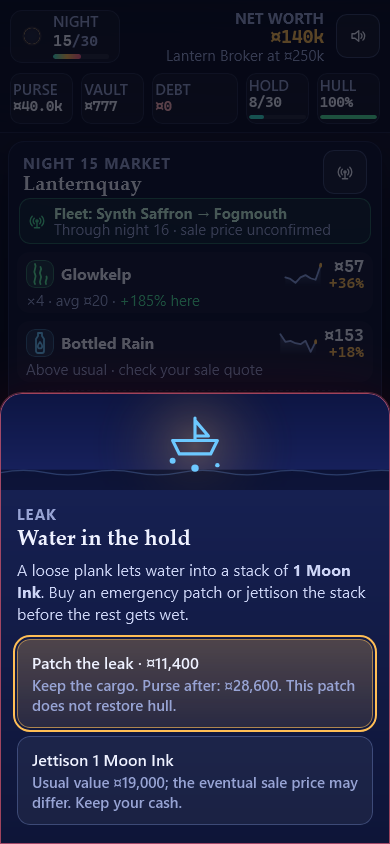 NIGHT
15/30
NET WORTH
¤140k
Lantern Broker at ¤250k
PURSE
¤40.0k
VAULT
¤777
DEBT
¤0
HOLD
8/30
HULL
100%
NIGHT 15 MARKET
Lanternquay
Fleet: Synth Saffron → Fogmouth
Through night 16 · sale price unconfirmed
Glowkelp
¤57
+36%
×4 · avg ¤20 · +185% here
Bottled Rain
¤153
+18%
Above usual · check your sale quote
LEAK
Water in the hold
A loose plank lets water into a stack of 1 Moon
Ink. Buy an emergency patch or jettison the stack
before the rest gets wet.
Patch the leak · ¤11,400
Keep the cargo. Purse after: ¤28,600. This patch
does not restore hull.
Jettison 1 Moon Ink
Usual value ¤19,000; the eventual sale price may
differ. Keep your cash.